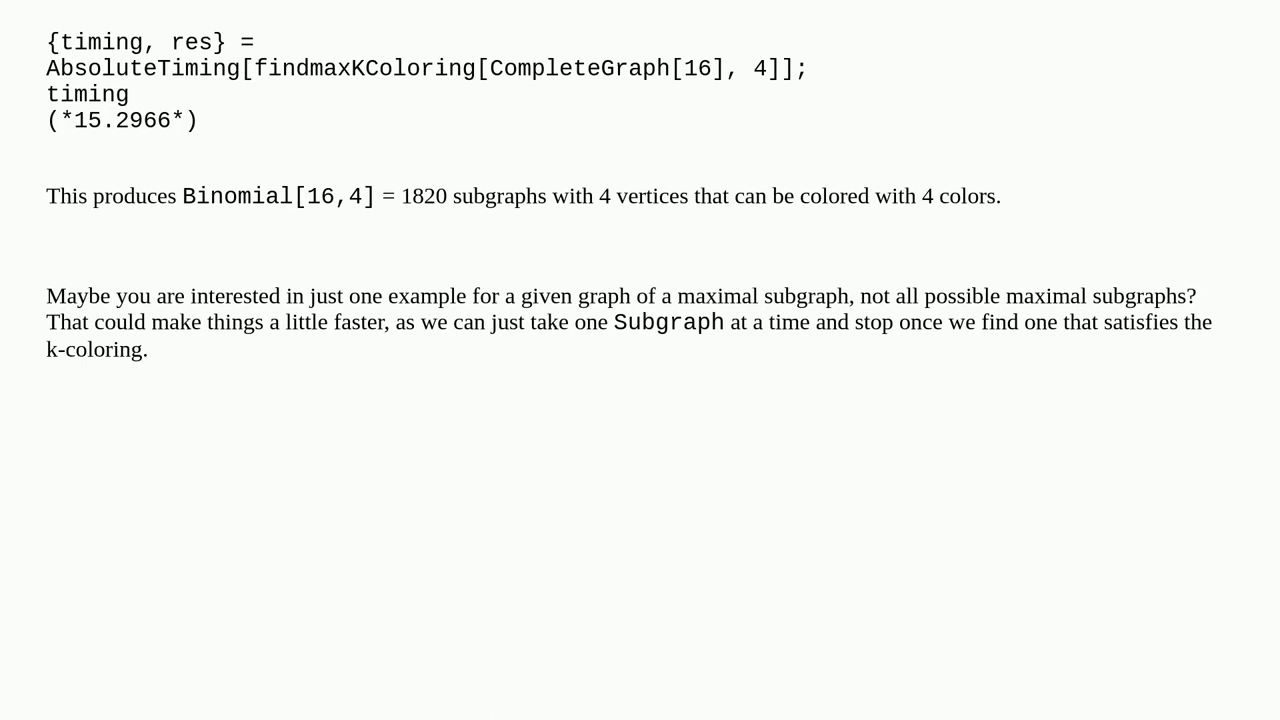 {timing, res} =
AbsoluteTiming[findmaxKColoring[CompleteGraph[16], 4]];
timing
(*15.2966*)
This produces Binomial[16,4] = 1820 subgraphs with 4 vertices that can be colored with 4 colors.
Maybe you are interested in just one example for a given graph of a maximal subgraph, not all possible maximal subgraphs?
That could make things a little faster, as we can just take one Subgraph at a time and stop once we find one that satisfies the
k-coloring.